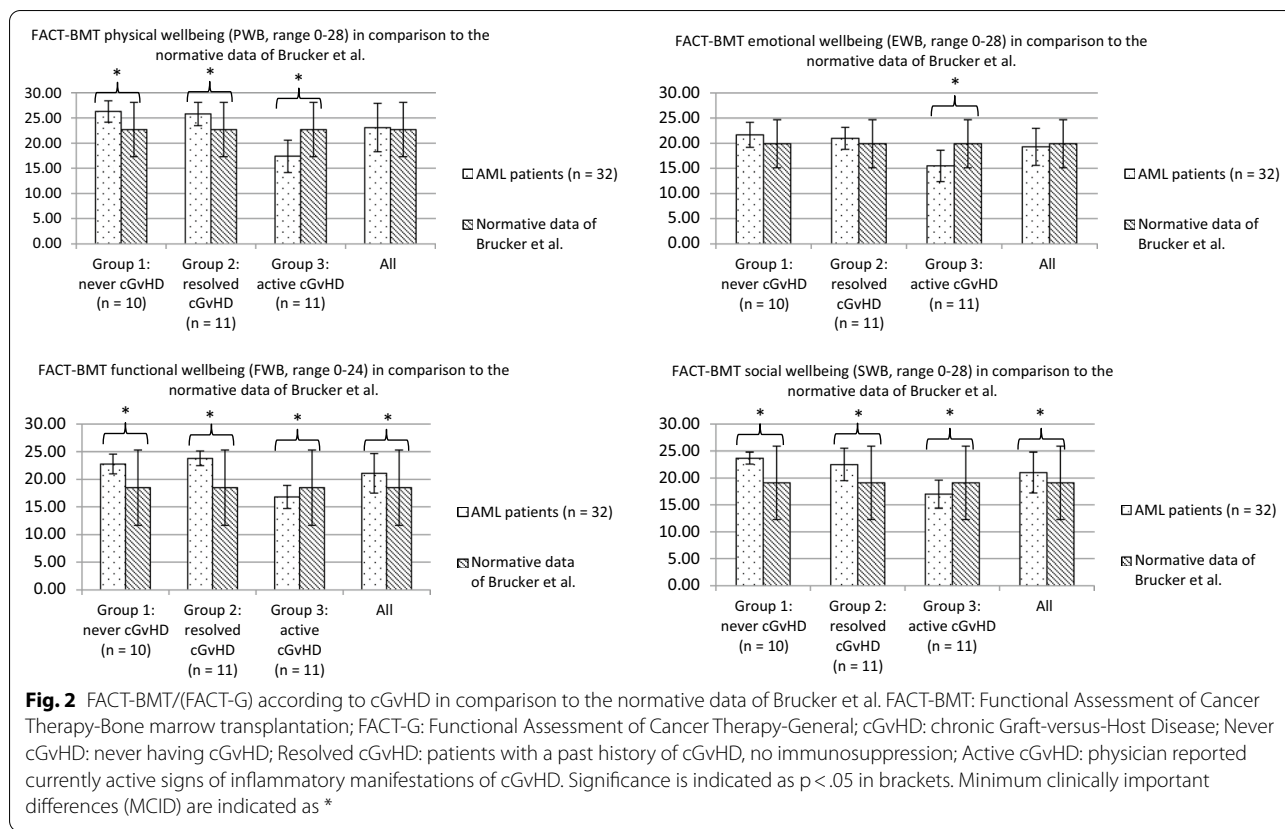 FACT-BMT physical wellbeing (PWB, range 0-28) in comparison to the
normative data of Brucker et al.
* * *
30.00
25.00
20.00
15.00
10.00
5.00
0.00
Group 1:
never cGvHD
(n = 10)
Group 2:
resolved
cGvHD
(n = 11)
Group 3:
active cGvHD
(n = 11)
All
AML patients (n = 32)
Normative data of
Brucker et al.
FACT-BMT emotional wellbeing (EWB, range 0-28) in comparison to the
normative data of Brucker et al.
*
30.00
25.00
20.00
15.00
10.00
5.00
0.00
Group 1:
never cGvHD
(n = 10)
Group 2:
resolved
cGvHD
(n = 11)
Group 3:
active cGvHD
(n = 11)
All
AML patients (n = 32)
Normative data of
Brucker et al.
FACT-BMT functional wellbeing (FWB, range 0-24) in comparison to the
normative data of Brucker et al.
* * * *
30.00
25.00
20.00
15.00
10.00
5.00
0.00
Group 1:
never cGvHD
(n = 10)
Group 2:
resolved
cGvHD
(n = 11)
Group 3:
active
cGvHD
(n = 11)
All
AML patients (n = 32)
Normative data
of Brucker et al.
FACT-BMT social wellbeing (SWB, range 0-28) in comparison to the
normative data of Brucker et al.
* * * *
30.00
25.00
20.00
15.00
10.00
5.00
0.00
Group 1:
never cGvHD
(n = 10)
Group 2:
resolved
cGvHD
(n = 11)
Group 3:
active cGvHD
(n = 11)
All
AML patients (n = 32)
Normative data of
Brucker et al.
Fig. 2 FACT-BMT/(FACT-G) according to cGvHD in comparison to the normative data of Brucker et al. FACT-BMT: Functional Assessment of Cancer
Therapy-Bone marrow transplantation; FACT-G: Functional Assessment of Cancer Therapy-General; cGvHD: chronic Graft-versus-Host Disease; Never
cGvHD: never having cGvHD; Resolved cGvHD: patients with a past history of cGvHD, no immunosuppression; Active cGvHD: physician reported
currently active signs of inflammatory manifestations of cGvHD. Significance is indicated as p < .05 in brackets. Minimum clinically important
differences (MCID) are indicated as *